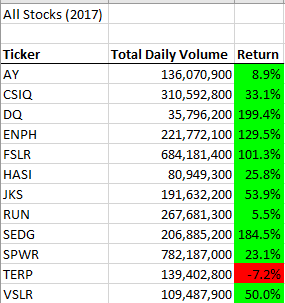 All Stocks (2017)
Ticker Total Daily Volume Return
AY 136,070,900 8.9%
CSIQ 310,592,800 33.1%
DQ 35,796,200 199.4%
ENPH 221,772,100 129.5%
FSLR 684,181,400 101.3%
HASI 80,949,300 25.8%
JKS 191,632,200 53.9%
RUN 267,681,300 5.5%
SEDG 206,885,200 184.5%
SPWR 782,187,000 23.1%
TERP 139,402,800 -7.2%
VSLR 109,487,900 50.0%